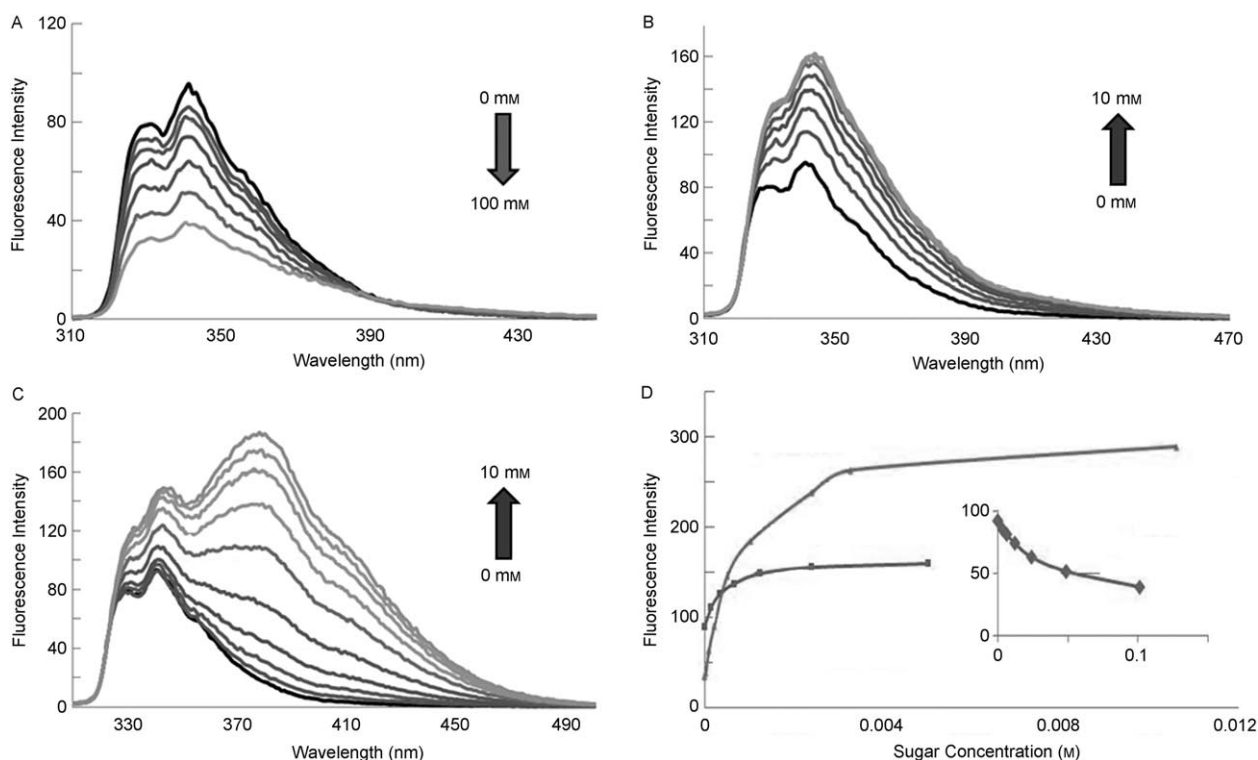 A
120
80
40
0
Fluorescence Intensity
310
350
390
430
Wavelength (nm)
0 mM
100 mM
B
160
120
80
40
0
Fluorescence Intensity
310
350
390
430
470
Wavelength (nm)
10 mM
0 mM
C
200
160
120
80
40
0
Fluorescence Intensity
330
370
410
450
490
Wavelength (nm)
10 mM
0 mM
D
300
200
100
0
Fluorescence Intensity
0
0.004
0.008
0.012
Sugar Concentration (M)
100
50
0
0
0.1